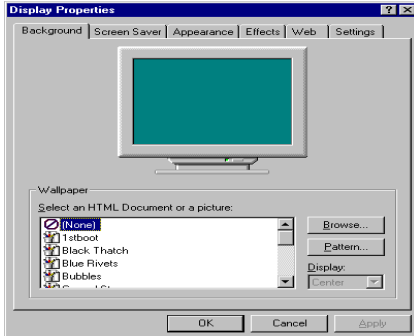 Display Properties
Background Screen Saver Appearance Effects Web Settings
Wallpaper
Select an HTML Document or a picture:
(None)
1stboot
Black Thatch
Blue Rivets
Bubbles
Browse...
Pattern...
Display:
Center
OK Cancel Apply